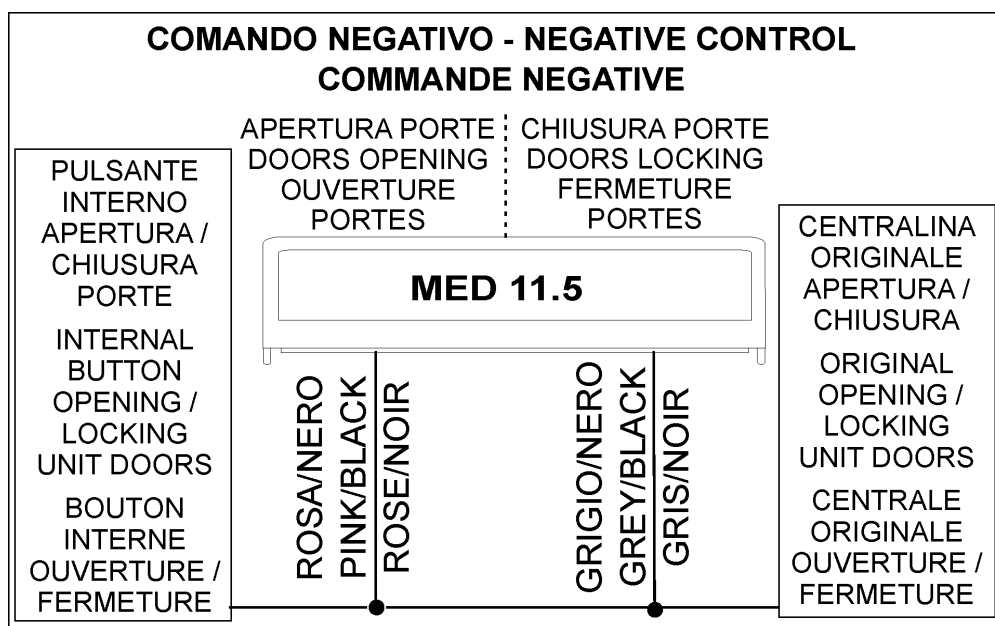 COMANDO NEGATIVO - NEGATIVE CONTROL
COMMANDE NEGATIVE
APERTURA PORTE
DOORS OPENING
OUVERTURE
PORTES
CHIUSURA PORTE
DOORS LOCKING
FERMETURE
PORTES
PULSANTE
INTERNO
APERTURA /
CHIUSURA
PORTE
INTERNAL
BUTTON
OPENING /
LOCKING
UNIT DOORS
BOUTON
INTERNE
OUVERTURE /
FERMETURE
MED 11.5
ROSA/NERO
PINK/BLACK
ROSE/NOIR
GRIGIO/NERO
GREY/BLACK
GRIS/NOIR
CENTRALINA
ORIGINALE
APERTURA /
CHIUSURA
ORIGINAL
OPENING /
LOCKING
UNIT DOORS
CENTRALE
ORIGINALE
OUVERTURE /
FERMETURE